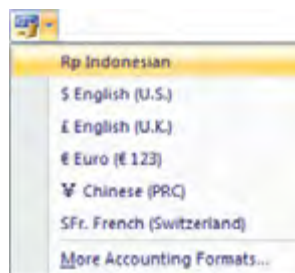 Rp Indonesian
$ English (U.S.)
£ English (U.K.)
€ Euro (€ 123)
¥ Chinese (PRC)
SFr. French (Switzerland)
More Accounting Formats...